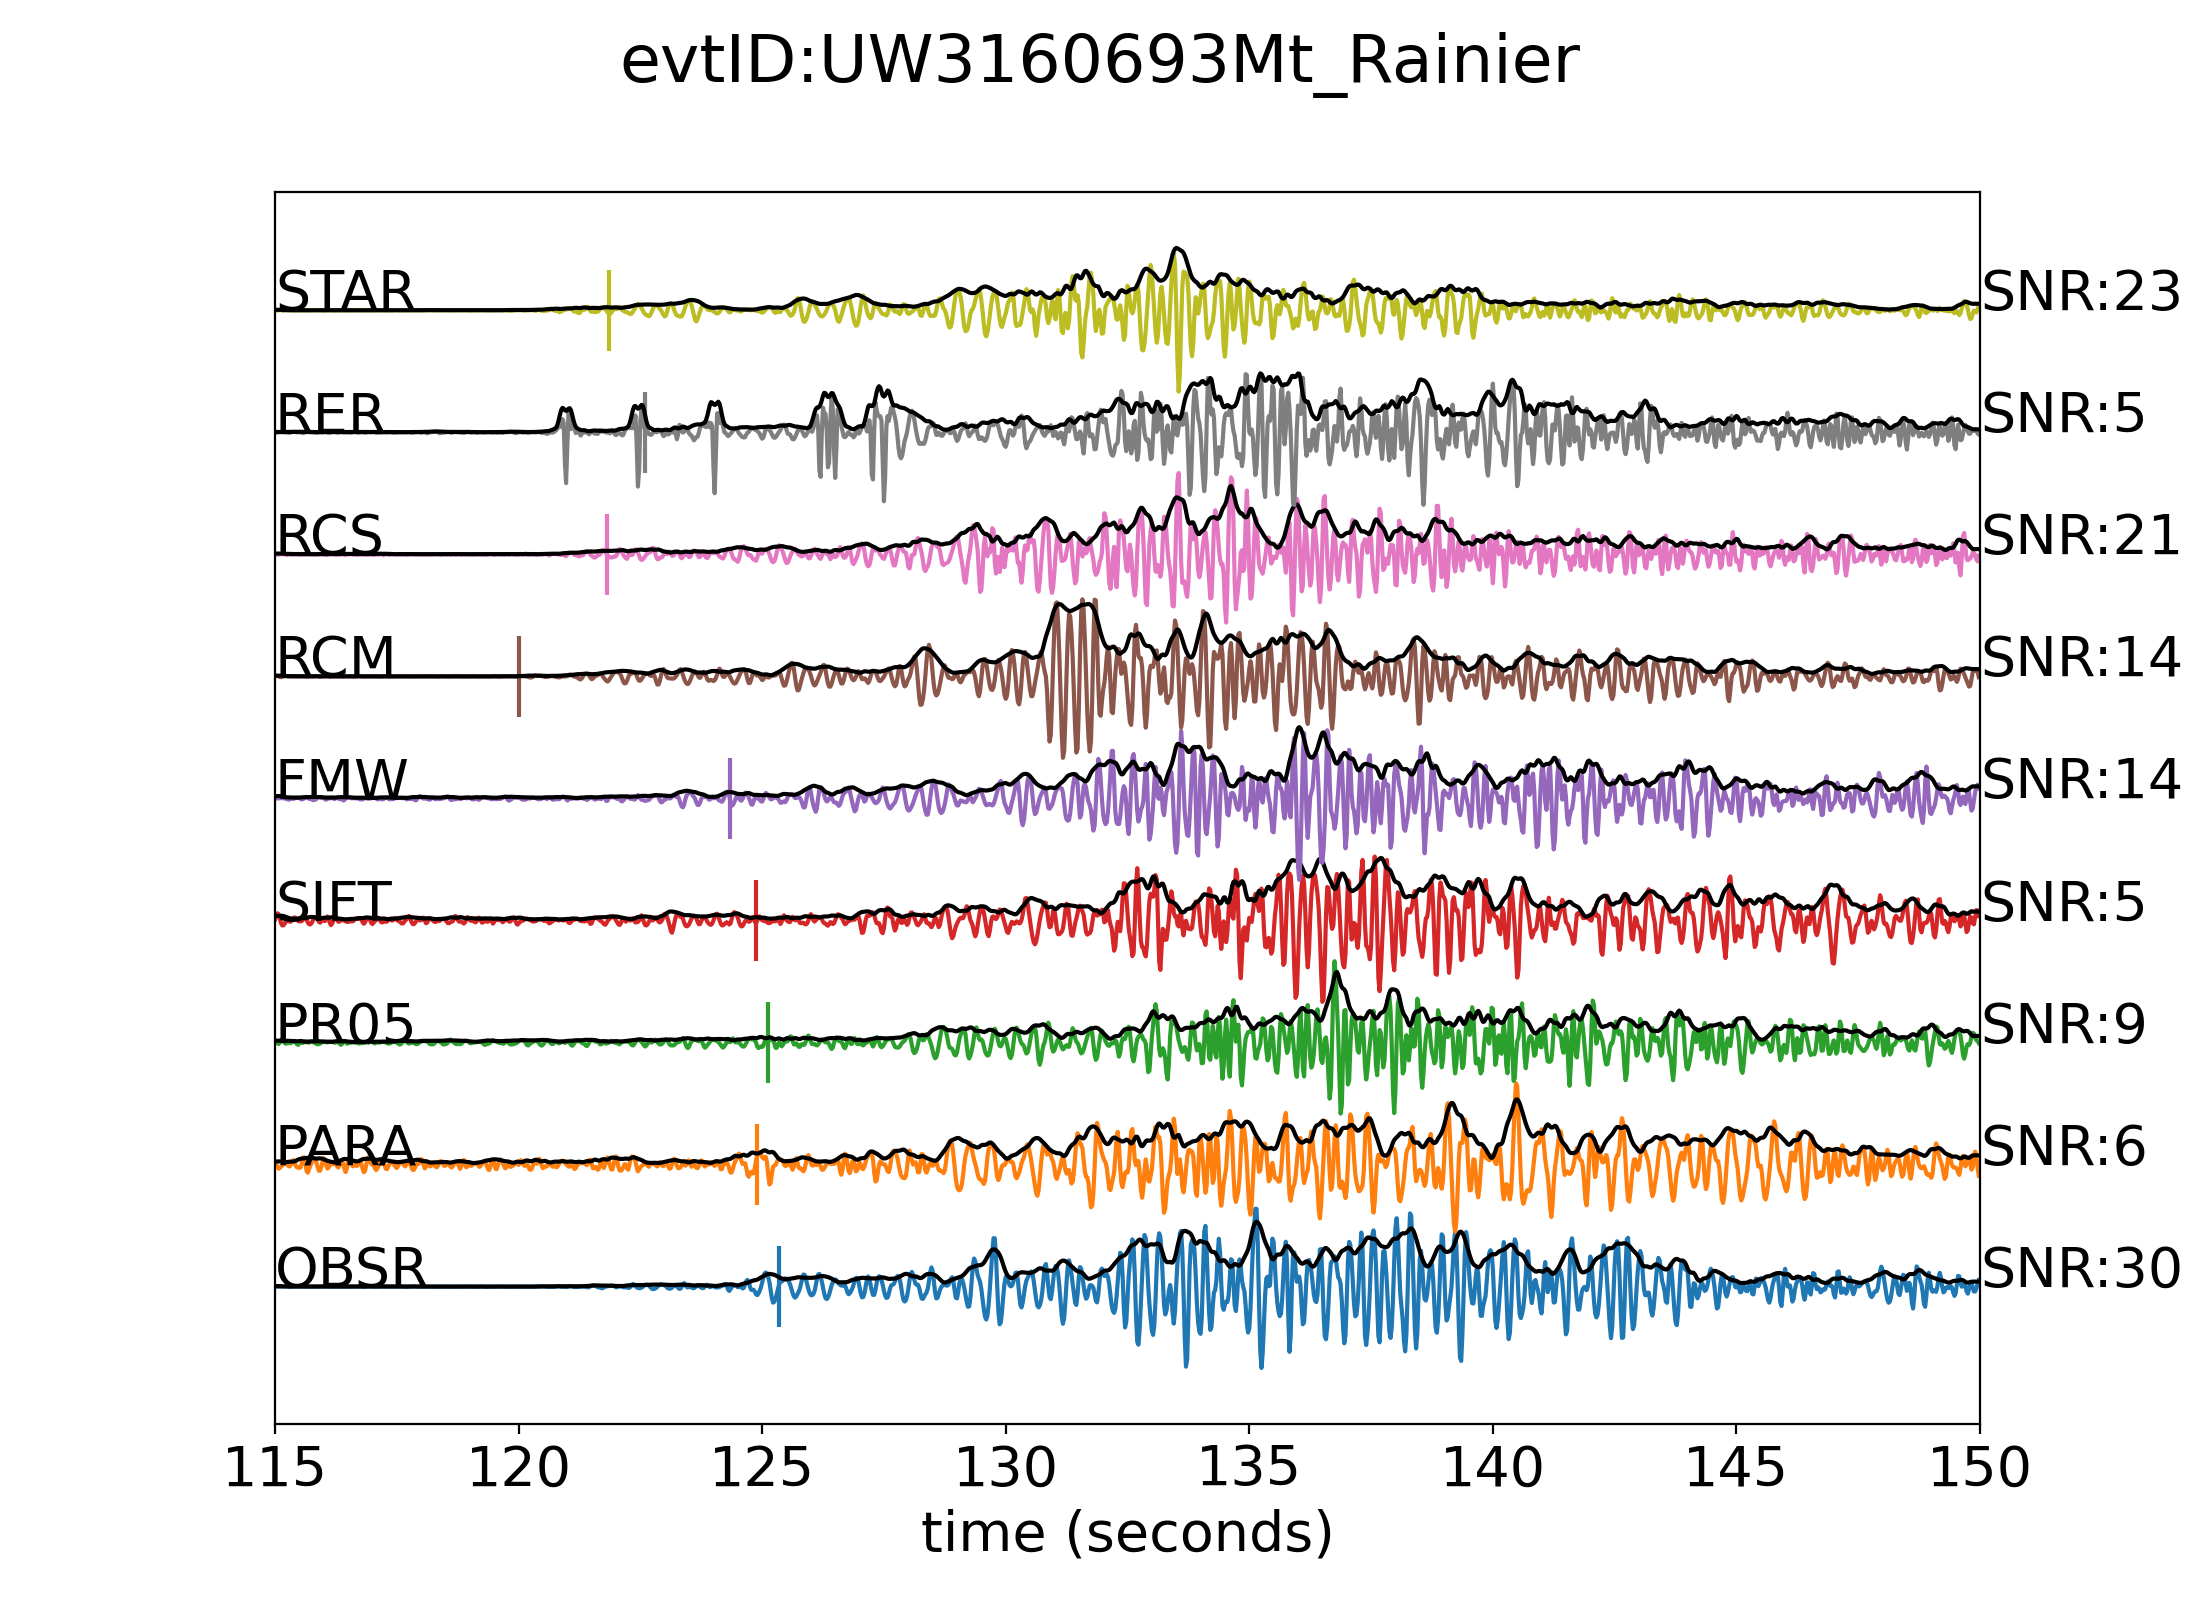 evtID:UW3160693Mt_Rainier
STAR SNR:23
RER SNR:5
RCS SNR:21
RCM SNR:14
FMW SNR:14
SIFT SNR:5
PR05 SNR:9
PARA SNR:6
OBSR SNR:30
115 120 125 130 135 140 145 150
time (seconds)